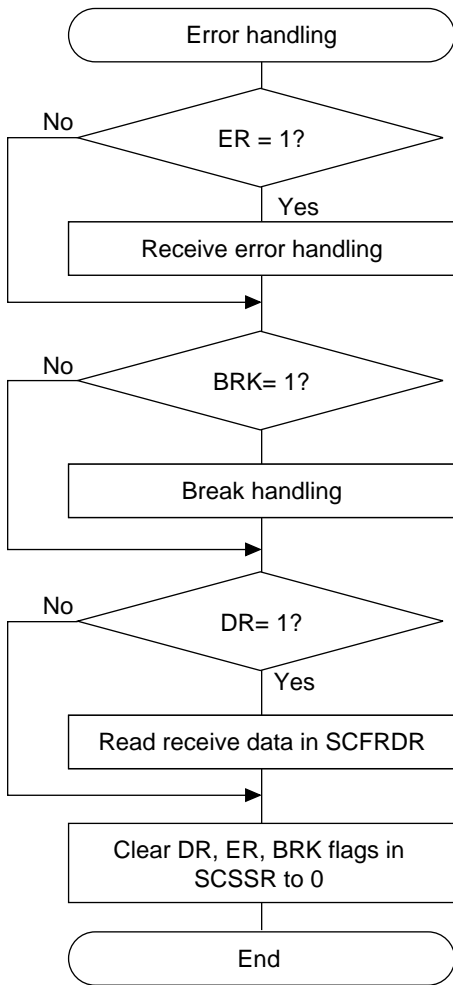 Error handling
No
ER = 1?
Yes
Receive error handling
No
BRK= 1?
Break handling
No
DR= 1?
Yes
Read receive data in SCFRDR
Clear DR, ER, BRK flags in
SCSSR to 0
End